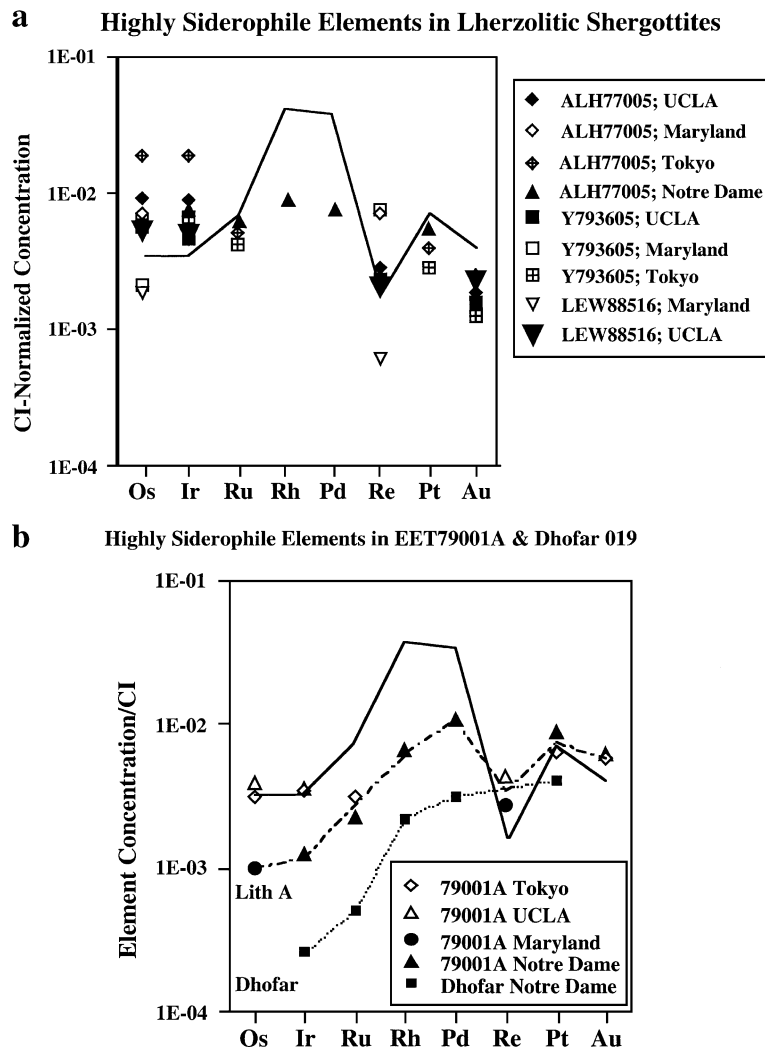 a
Highly Siderophile Elements in Lherzolitic Shergottites
CI-Normalized Concentration
1E-01
1E-02
1E-03
1E-04
Os Ir Ru Rh Pd Re Pt Au
ALH77005; UCLA
ALH77005; Maryland
ALH77005; Tokyo
ALH77005; Notre Dame
Y793605; UCLA
Y793605; Maryland
Y793605; Tokyo
LEW88516; Maryland
LEW88516; UCLA
b
Highly Siderophile Elements in EET79001A & Dhofar 019
Element Concentration/CI
1E-01
1E-02
1E-03
1E-04
Lith A
Dhofar
79001A Tokyo
79001A UCLA
79001A Maryland
79001A Notre Dame
Dhofar Notre Dame
Os Ir Ru Rh Pd Re Pt Au